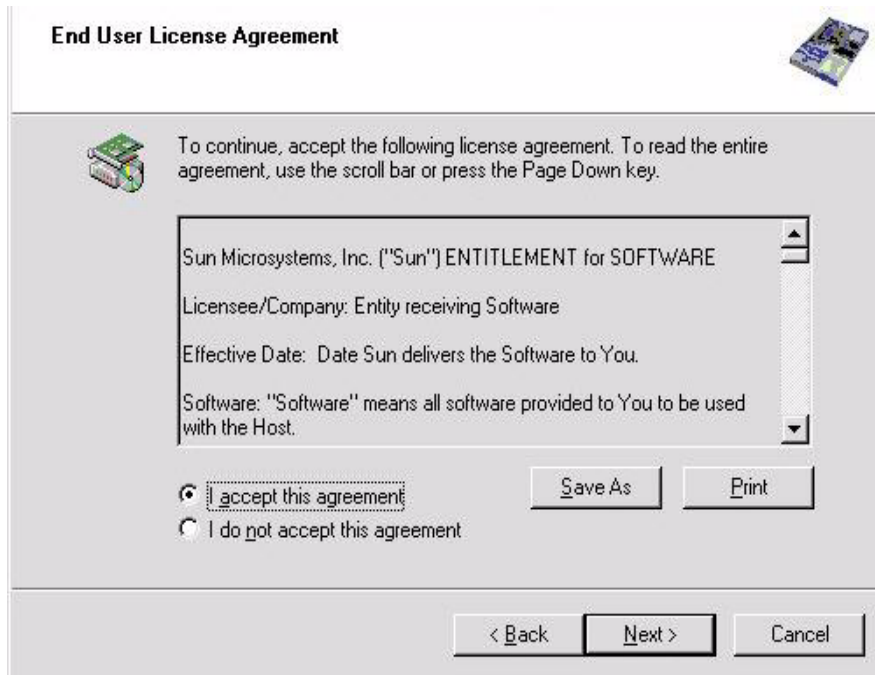 End User License Agreement
To continue, accept the following license agreement. To read the entire
agreement, use the scroll bar or press the Page Down key.
Sun Microsystems, Inc. ("Sun") ENTITLEMENT for SOFTWARE
Licensee/Company: Entity receiving Software
Effective Date:  Date Sun delivers the Software to You.
Software: "Software" means all software provided to You to be used
with the Host.
I accept this agreement
Save As
Print
I do not accept this agreement
< Back
Next >
Cancel